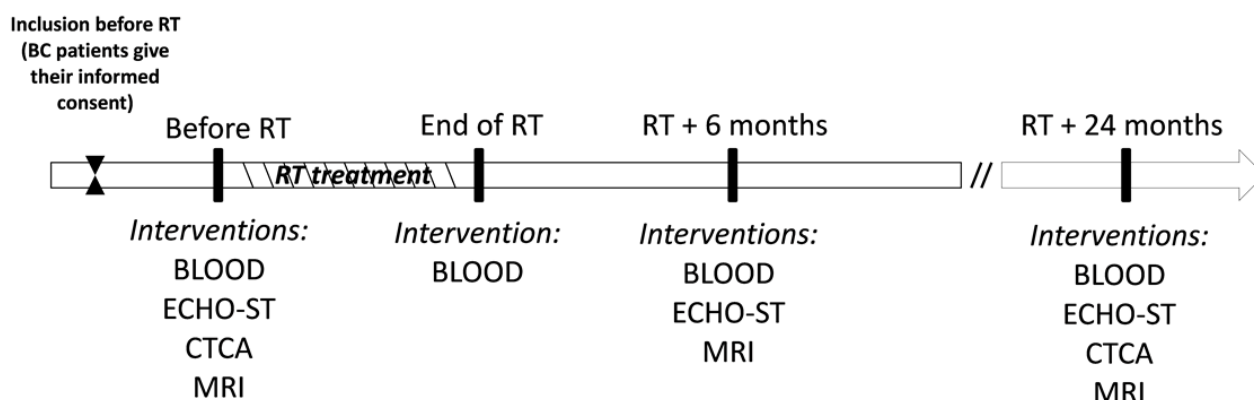 Inclusion before RT
(BC patients give
their informed
consent)
Before RT
End of RT
RT + 6 months
RT + 24 months
RT treatment
//
Interventions:
BLOOD
ECHO-ST
CTCA
MRI
Intervention:
BLOOD
Interventions:
BLOOD
ECHO-ST
MRI
Interventions:
BLOOD
ECHO-ST
CTCA
MRI